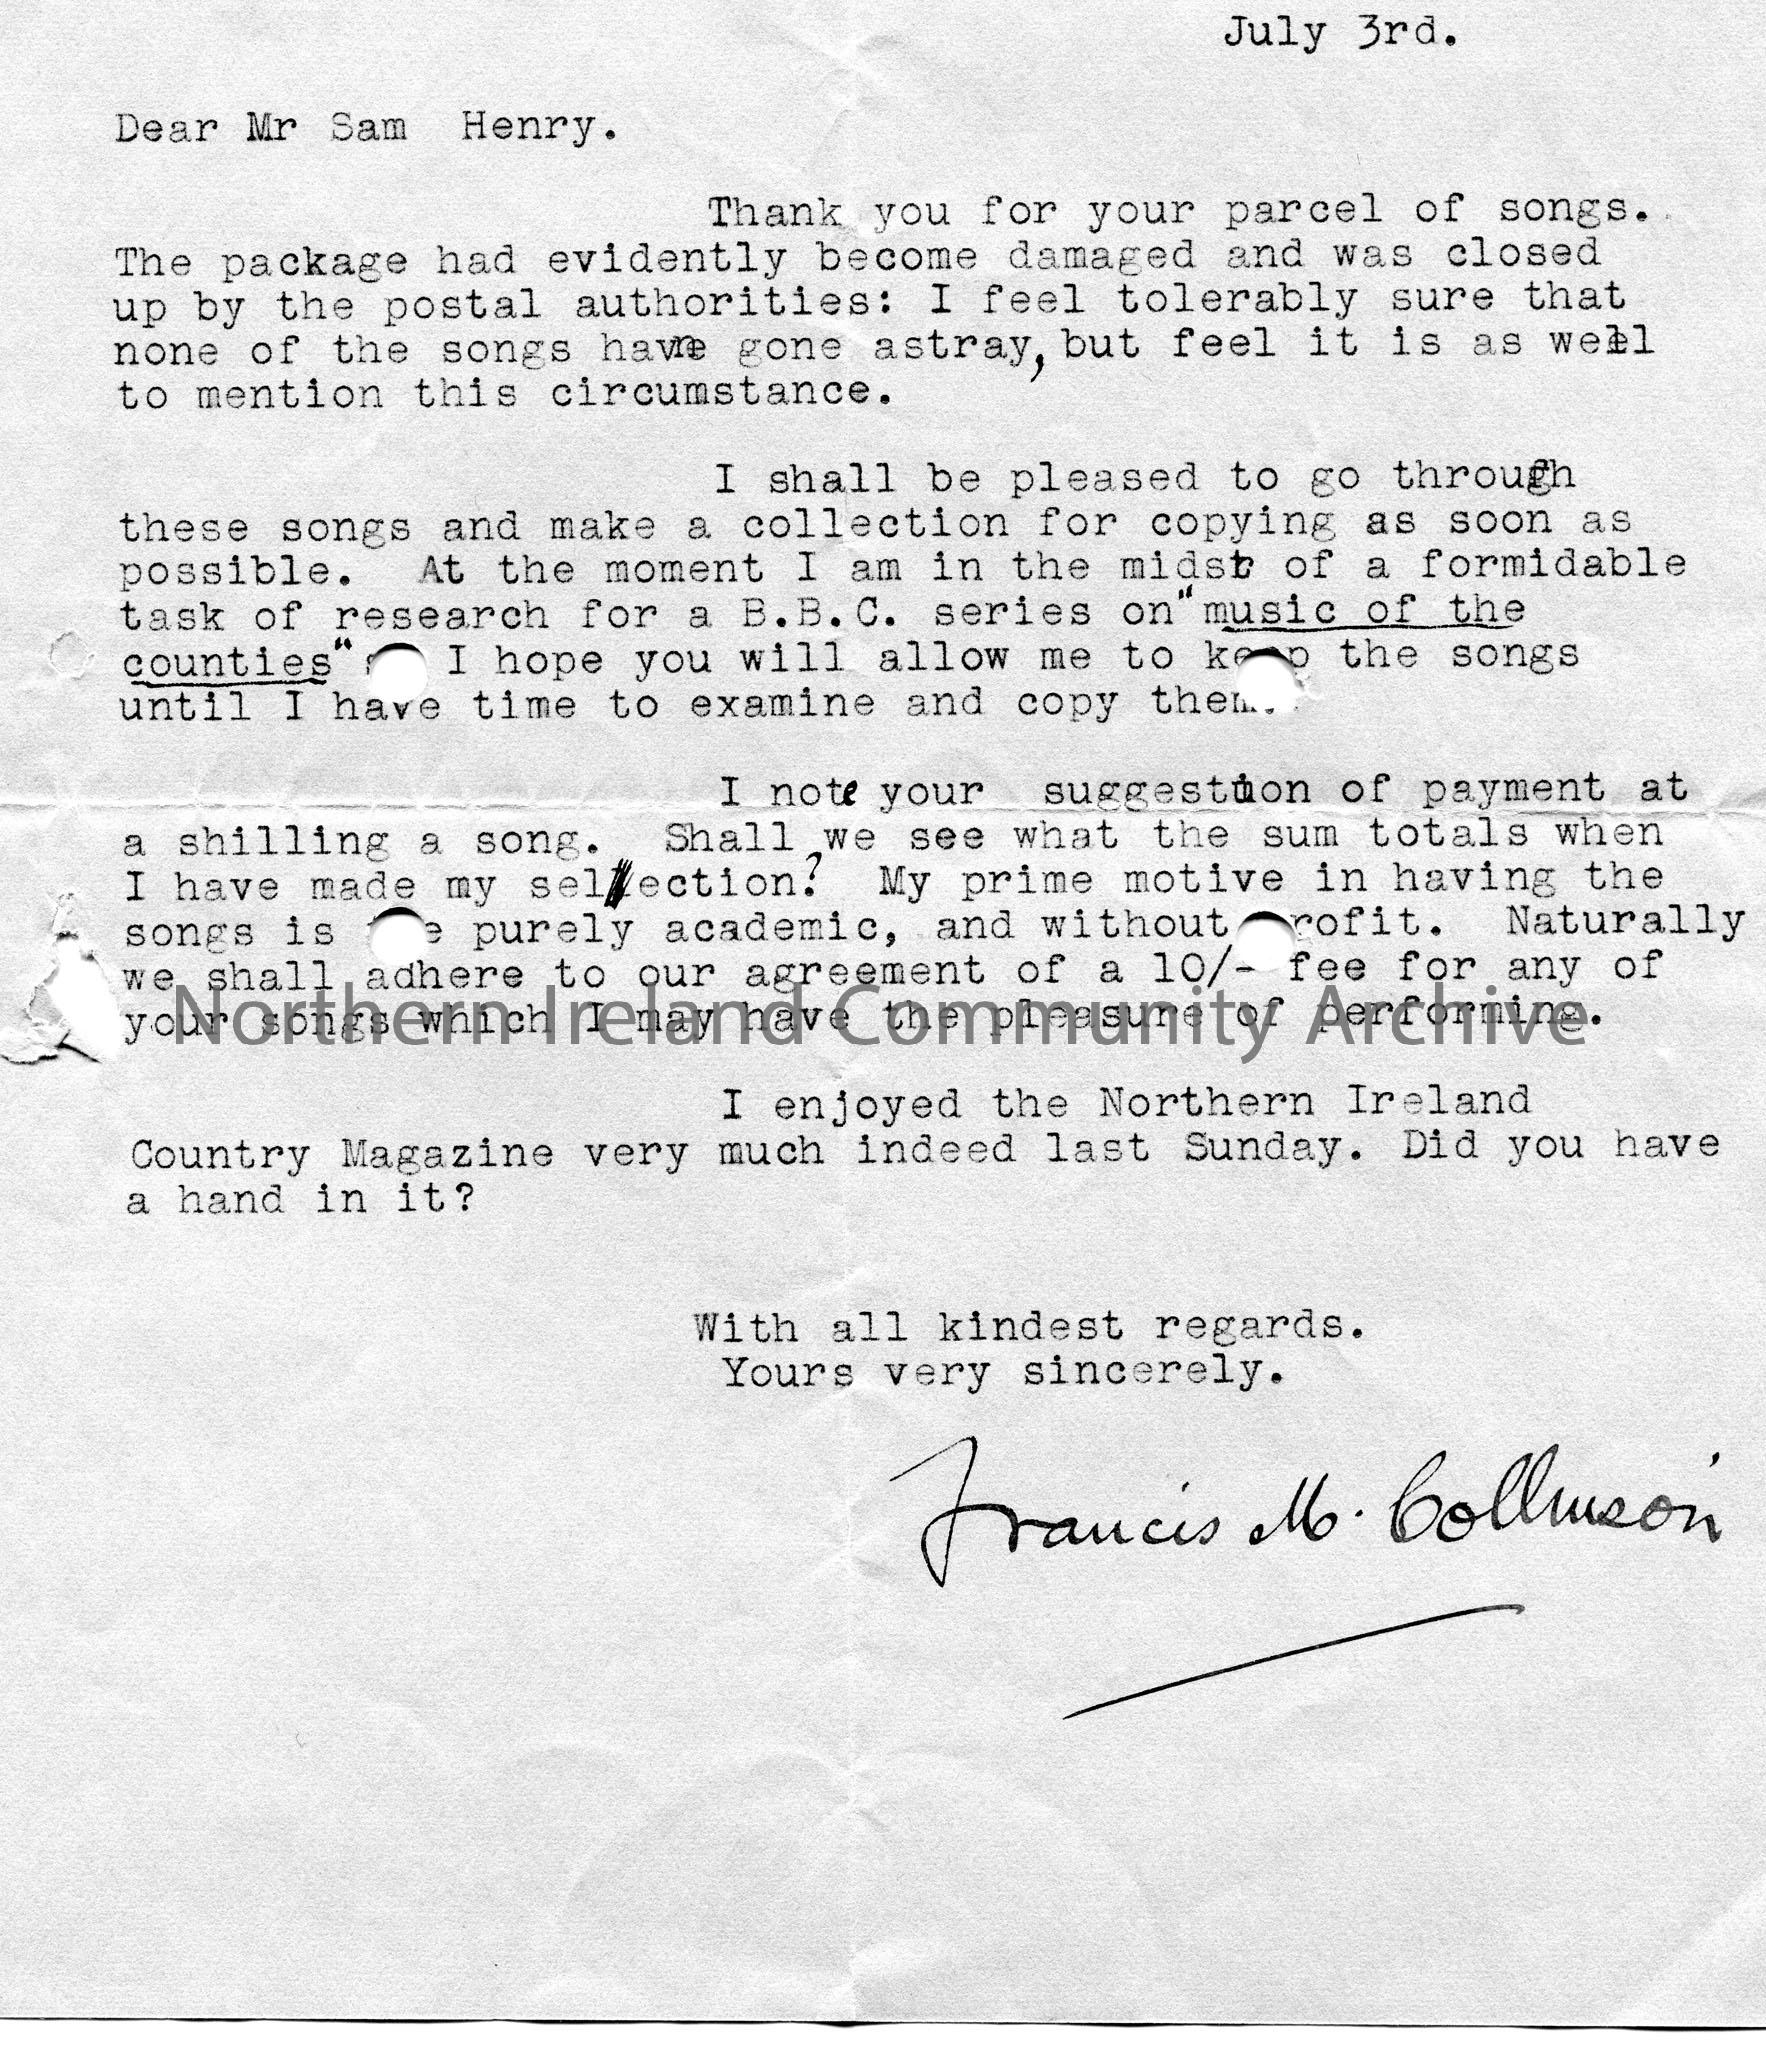 July 3rd.
Dear Mr Sam Henry.
Thank you for your parcel of songs.
The package had evidently become damaged and was closed
up by the postal authorities: I feel tolerably sure that
none of the songs have gone astray, but feel it is as well
to mention this circumstance.
I shall be pleased to go through
these songs and make a collection for copying as soon as
possible. At the moment I am in the midst of a formidable
task of research for a B.B.C. series on "music of the
counties" I hope you will allow me to keep the songs
until I have time to examine and copy them.
I note your suggestion of payment at
a shilling a song. Shall we see what the sum totals when
I have made my selection? My prime motive in having the
songs is purely academic, and without profit. Naturally
we shall adhere to our agreement of a 10/- fee for any of
your songs which I may have the pleasure of performing.
Northern Ireland Community Archive
I enjoyed the Northern Ireland
Country Magazine very much indeed last Sunday. Did you have
a hand in it?
With all kindest regards.
Yours very sincerely.
Francis M. Collinson